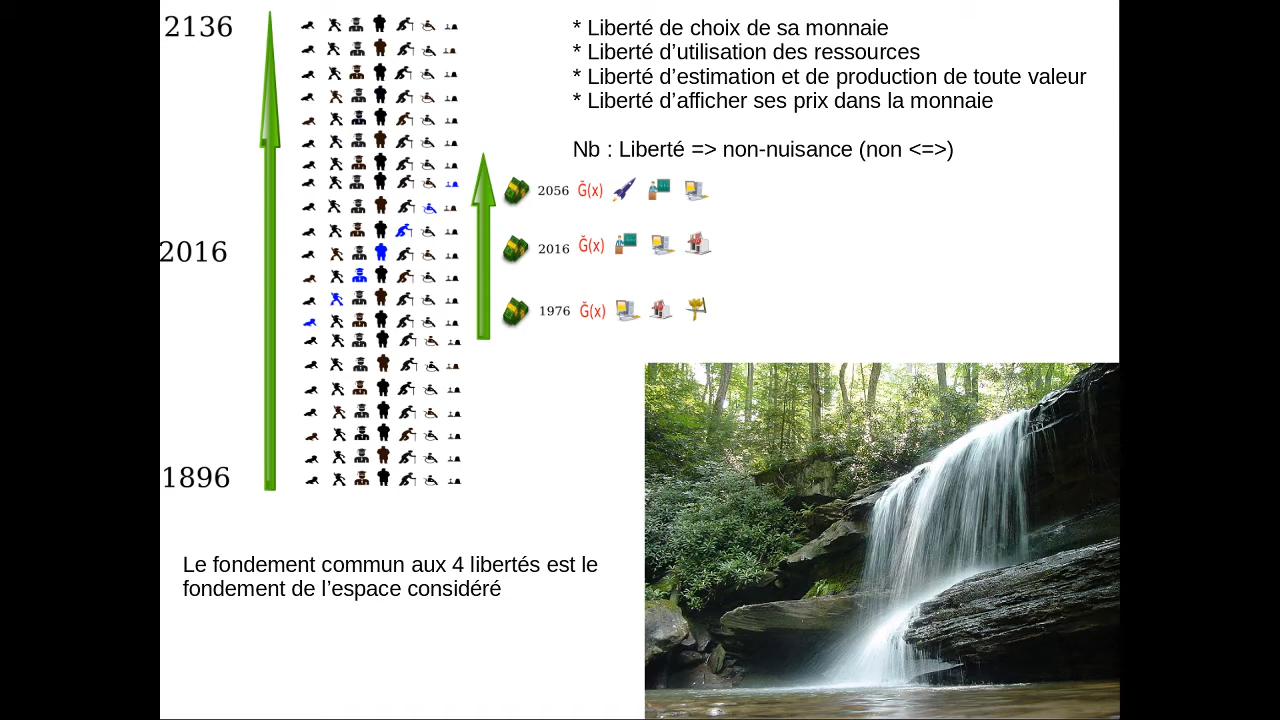 2136
* Liberté de choix de sa monnaie
* Liberté d’utilisation des ressources
* Liberté d’estimation et de production de toute valeur
* Liberté d’afficher ses prix dans la monnaie
Nb : Liberté => non-nuisance (non <=>)
2056 Ğ(x)
2016
2016 Ğ(x)
1976 Ğ(x)
1896
Le fondement commun aux 4 libertés est le
fondement de l’espace considéré